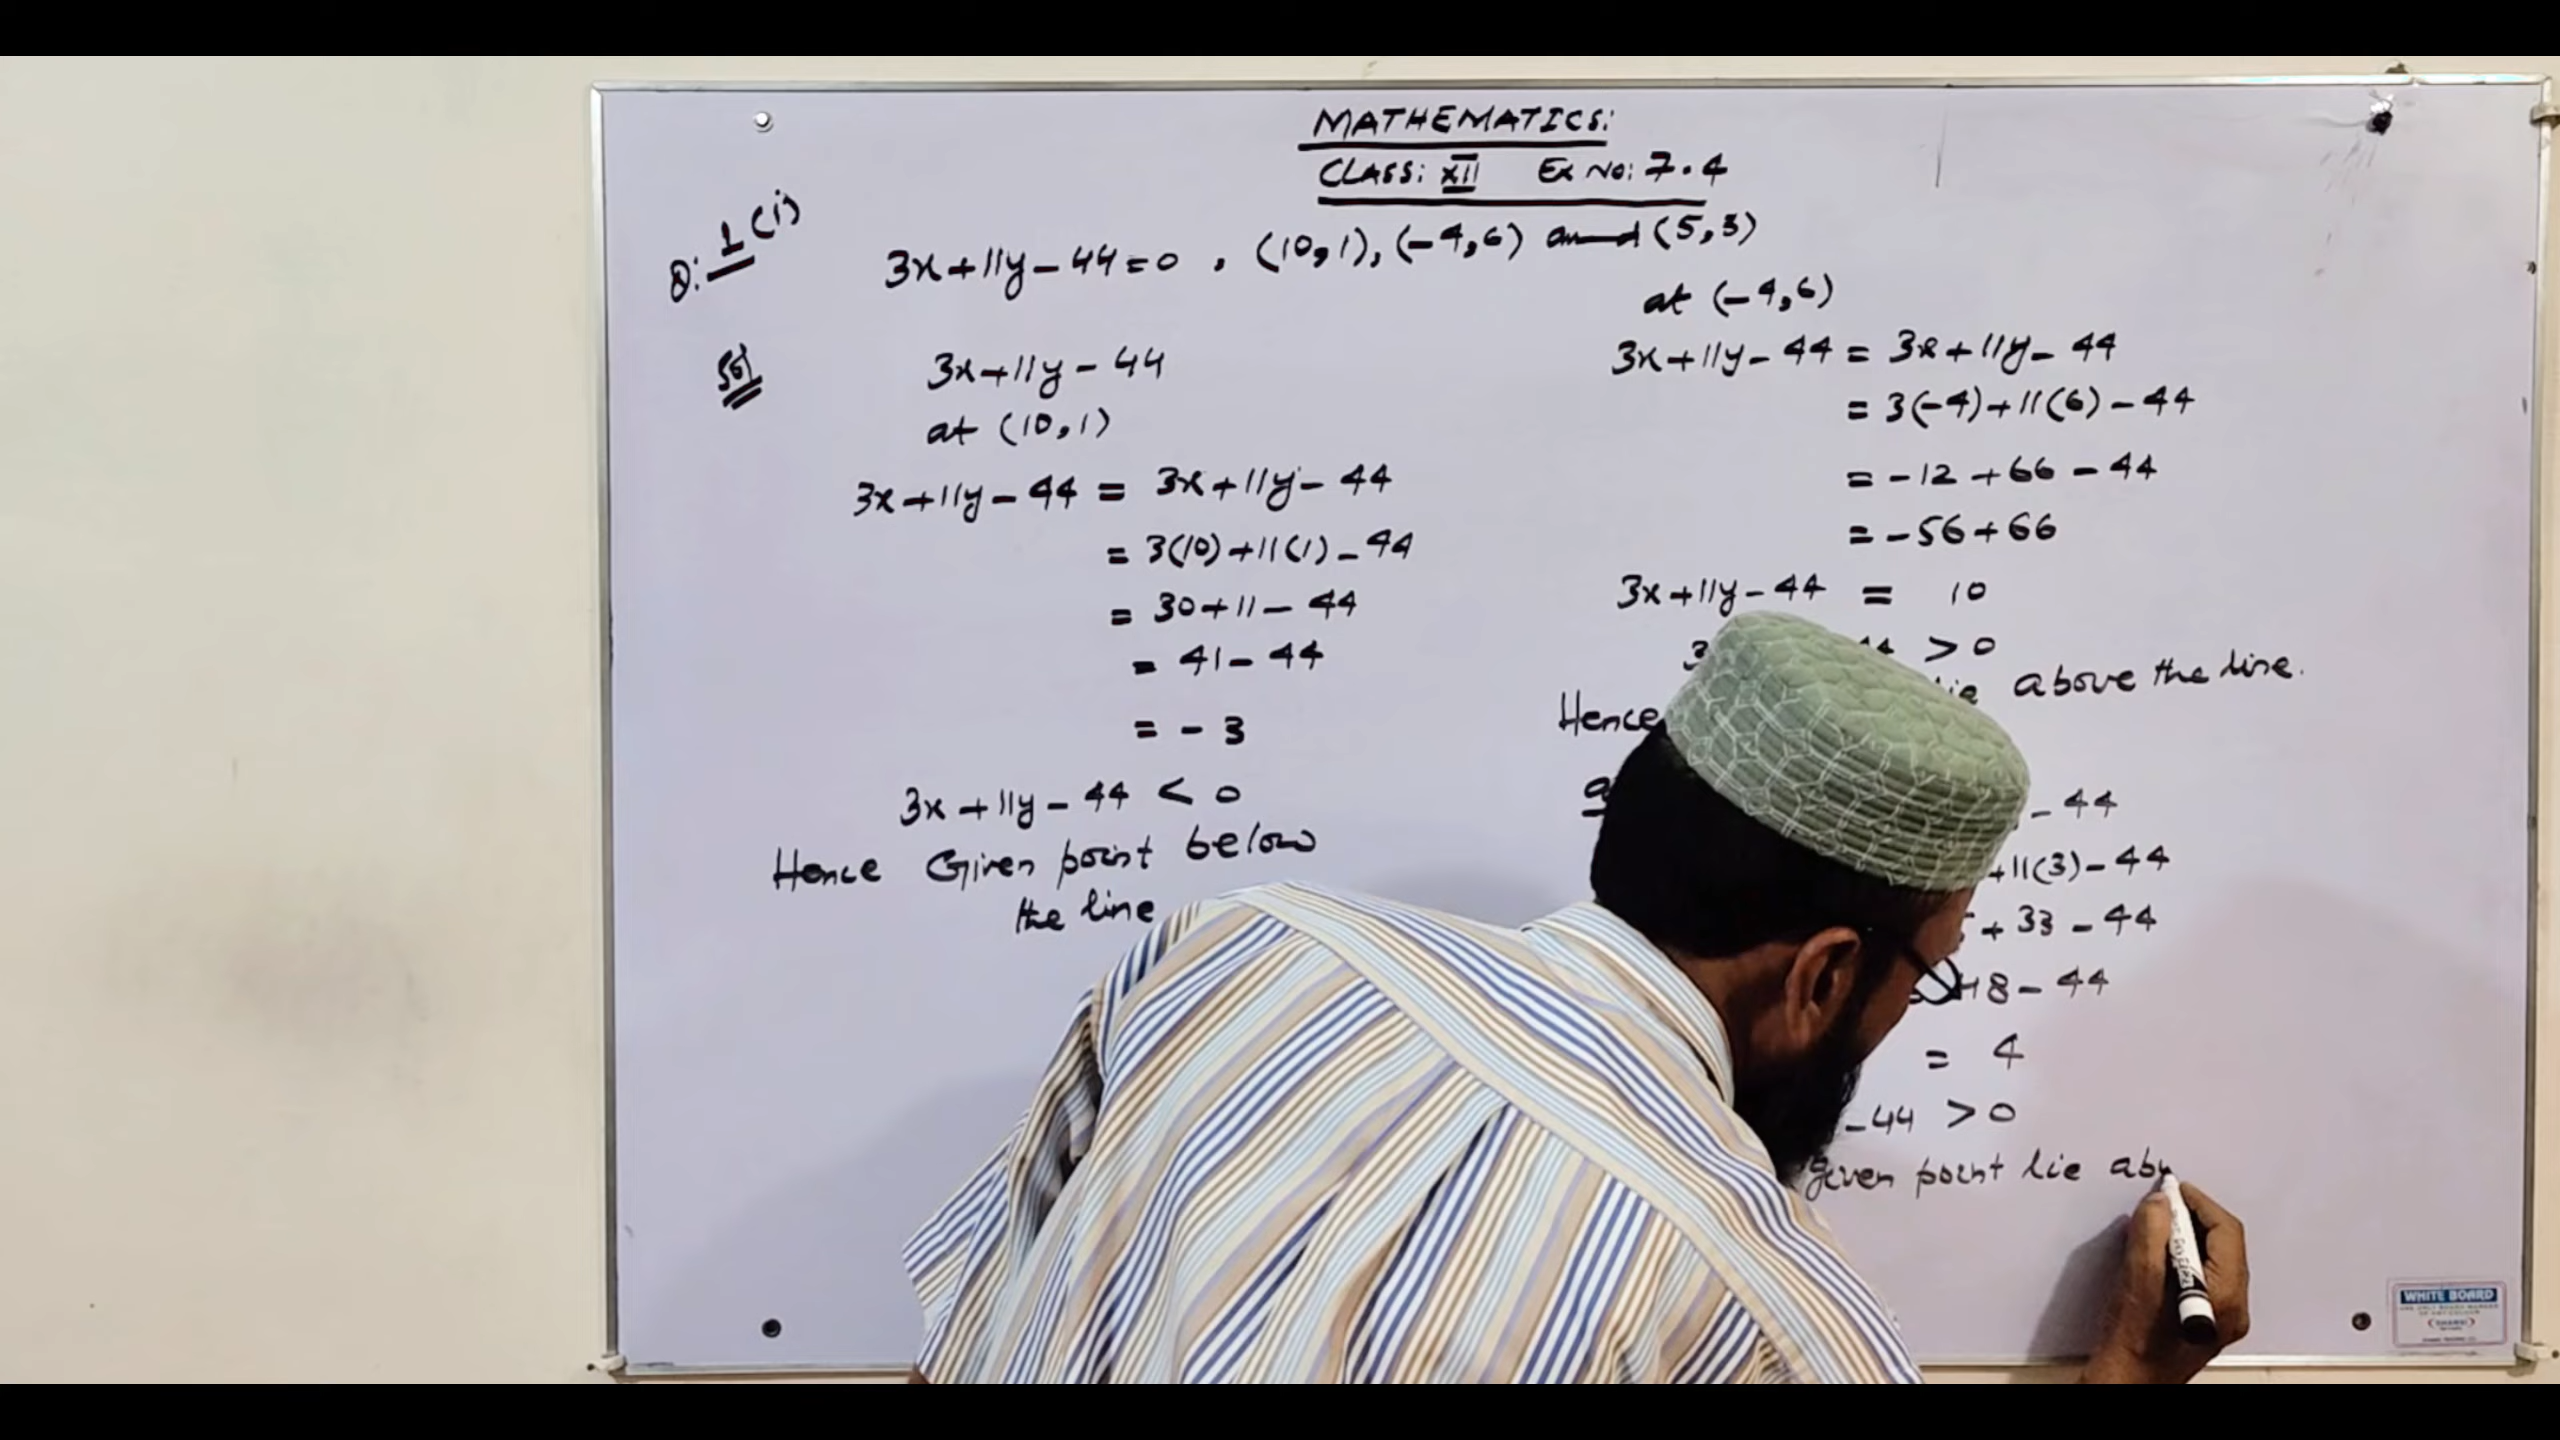 MATHEMATICS:
CLASS: XII Ex No: 7.4
Q: 1 (i)
3x+11y-44=0, (10,1), (-4,6) and (5,3)
Sol
3x+11y-44
at (10,1)
3x+11y-44 = 3x+11y-44
= 3(10)+11(1)-44
= 30+11-44
= 41-44
= -3
3x+11y-44 < 0
Hence Given point below
the line
at (-4,6)
3x+11y-44 = 3x+11y-44
= 3(-4)+11(6)-44
= -12+66-44
= -56+66
3x+11y-44 = 10
3 > 0
Hence lie above the line.
-44
+11(3)-44
+33-44
48-44
= 4
-44 > 0
given point lie abo
WHITE BOARD